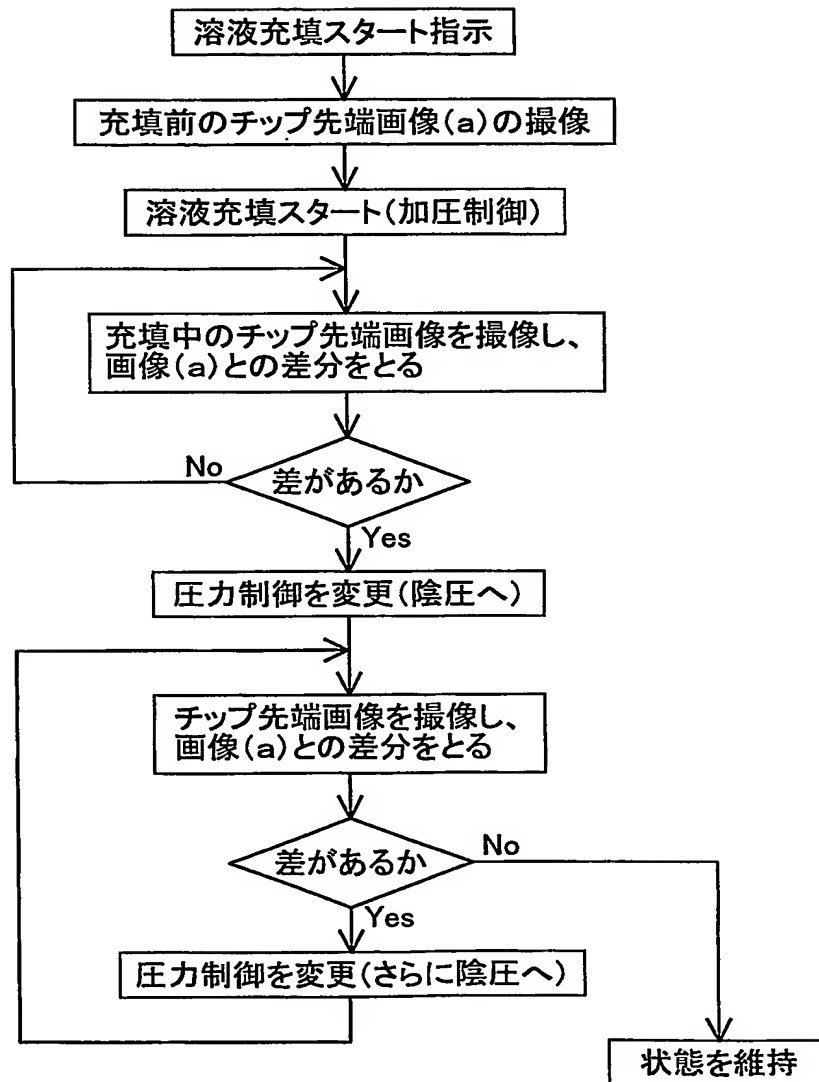 溶液充填スタート指示
充填前のチップ先端画像(a)の撮像
溶液充填スタート(加圧制御)
充填中のチップ先端画像を撮像し、
画像(a)との差分をとる
No
差があるか
Yes
圧力制御を変更(陰圧へ)
チップ先端画像を撮像し、
画像(a)との差分をとる
差があるか
No
Yes
圧力制御を変更(さらに陰圧へ)
状態を維持